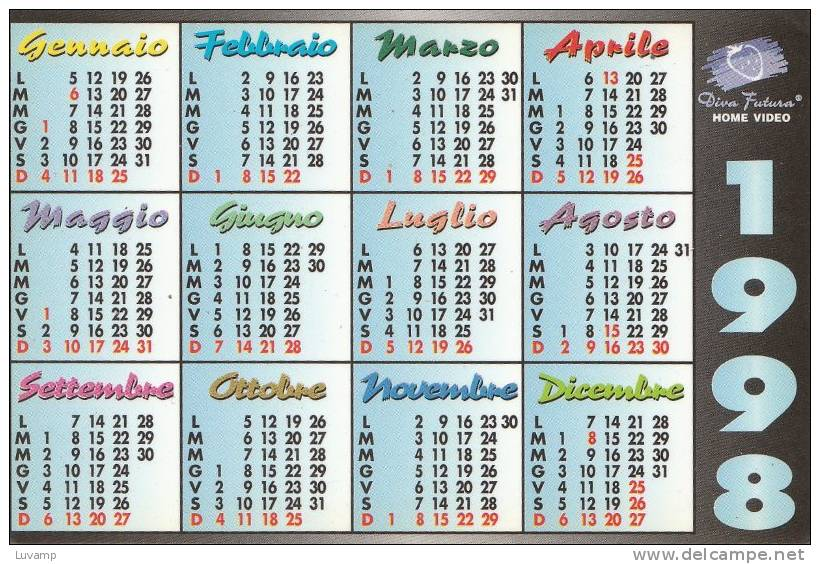 Gennaio
L 5 12 19 26
M 6 13 20 27
M 7 14 21 28
G 1 8 15 22 29
V 2 9 16 23 30
S 3 10 17 24 31
D 4 11 18 25
Febbraio
L 2 9 16 23
M 3 10 17 24
M 4 11 18 25
G 5 12 19 26
V 6 13 20 27
S 7 14 21 28
D 1 8 15 22
Marzo
L 2 9 16 23 30
M 3 10 17 24 31
M 4 11 18 25
G 5 12 19 26
V 6 13 20 27
S 7 14 21 28
D 1 8 15 22 29
Aprile
L 6 13 20 27
M 7 14 21 28
M 1 8 15 22 29
G 2 9 16 23 30
V 3 10 17 24
S 4 11 18 25
D 5 12 19 26
Diva Futura®
HOME VIDEO
1998
Maggio
L 4 11 18 25
M 5 12 19 26
M 6 13 20 27
G 7 14 21 28
V 1 8 15 22 29
S 2 9 16 23 30
D 3 10 17 24 31
Giugno
L 1 8 15 22 29
M 2 9 16 23 30
M 3 10 17 24
G 4 11 18 25
V 5 12 19 26
S 6 13 20 27
D 7 14 21 28
Luglio
L 6 13 20 27
M 7 14 21 28
M 1 8 15 22 29
G 2 9 16 23 30
V 3 10 17 24 31
S 4 11 18 25
D 5 12 19 26
Agosto
L 3 10 17 24 31
M 4 11 18 25
M 5 12 19 26
G 6 13 20 27
V 7 14 21 28
S 1 8 15 22 29
D 2 9 16 23 30
Settembre
L 7 14 21 28
M 1 8 15 22 29
M 2 9 16 23 30
G 3 10 17 24
V 4 11 18 25
S 5 12 19 26
D 6 13 20 27
Ottobre
L 5 12 19 26
M 6 13 20 27
M 7 14 21 28
G 1 8 15 22 29
V 2 9 16 23 30
S 3 10 17 24 31
D 4 11 18 25
Novembre
L 2 9 16 23 30
M 3 10 17 24
M 4 11 18 25
G 5 12 19 26
V 6 13 20 27
S 7 14 21 28
D 1 8 15 22 29
Dicembre
L 7 14 21 28
M 1 8 15 22 29
M 2 9 16 23 30
G 3 10 17 24 31
V 4 11 18 25
S 5 12 19 26
D 6 13 20 27
Luvamp
delcampe.net